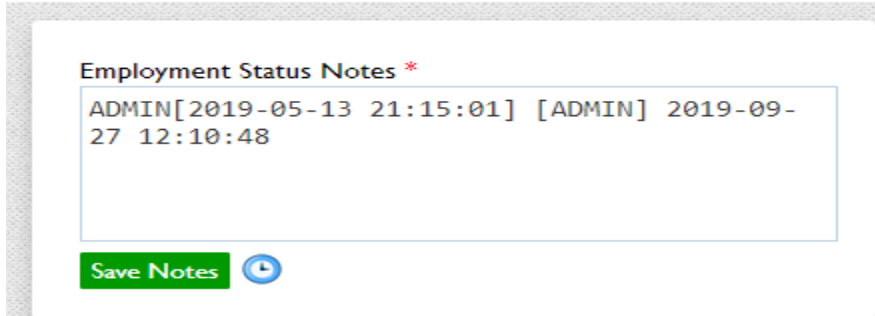 Employment Status Notes *
ADMIN[2019-05-13 21:15:01] [ADMIN] 2019-09-
27 12:10:48
Save Notes